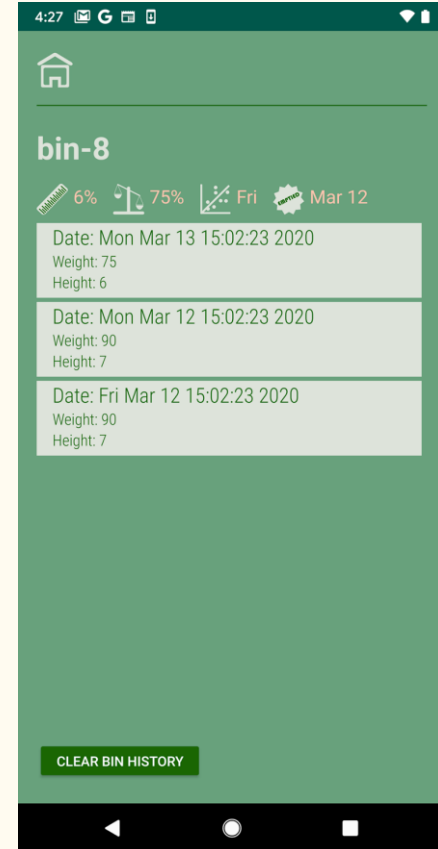 4:27
bin-8
6% 75% Fri EMPTIED Mar 12
Date: Mon Mar 13 15:02:23 2020
Weight: 75
Height: 6
Date: Mon Mar 12 15:02:23 2020
Weight: 90
Height: 7
Date: Fri Mar 12 15:02:23 2020
Weight: 90
Height: 7
CLEAR BIN HISTORY